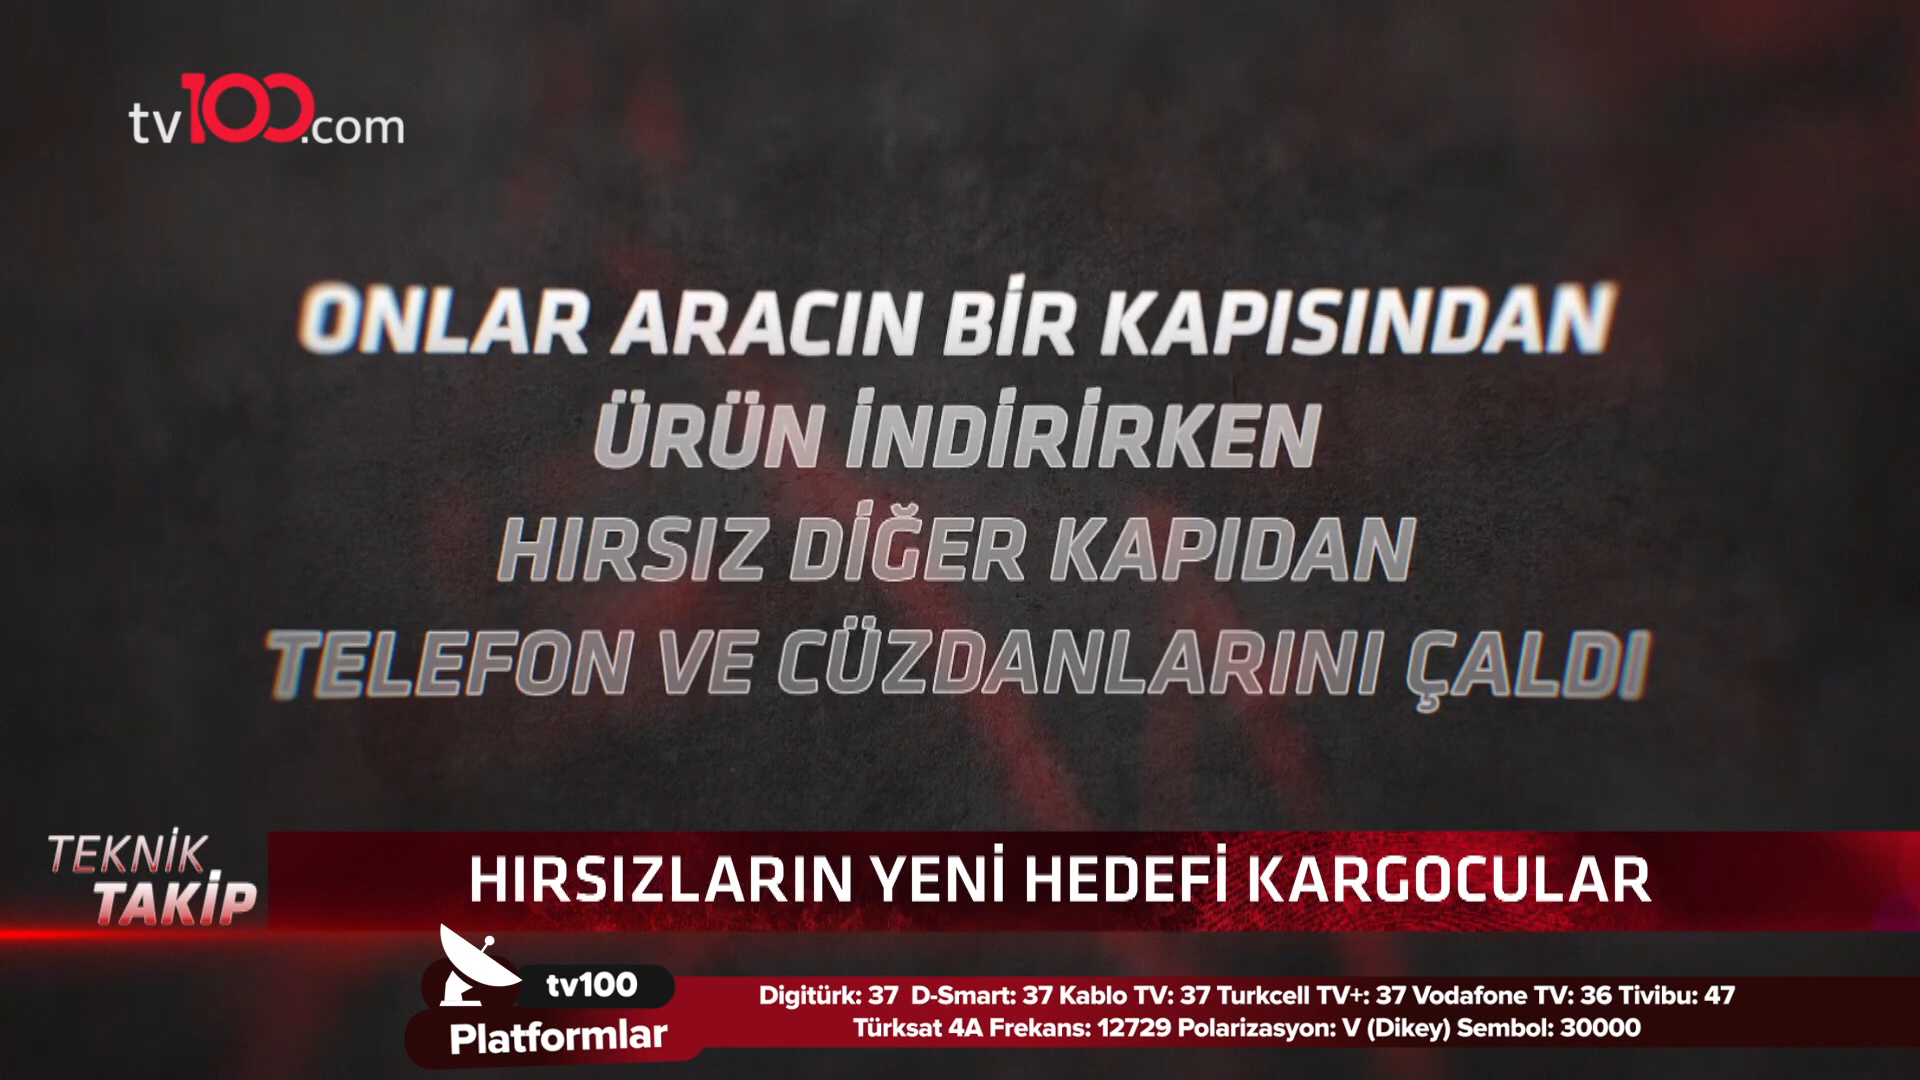 tv100.com
ONLAR ARACIN BİR KAPISINDAN
ÜRÜN İNDİRİRKEN
HIRSIZ DİĞER KAPIDAN
TELEFON VE CÜZDANLARINI ÇALDI
TEKNİK
TAKİP
HIRSIZLARIN YENİ HEDEFİ KARGOCULAR
tv100
Platformlar
Digitürk: 37 D-Smart: 37 Kablo TV: 37 Turkcell TV+: 37 Vodafone TV: 36 Tivibu: 47
Türksat 4A Frekans: 12729 Polarizasyon: V (Dikey) Sembol: 30000